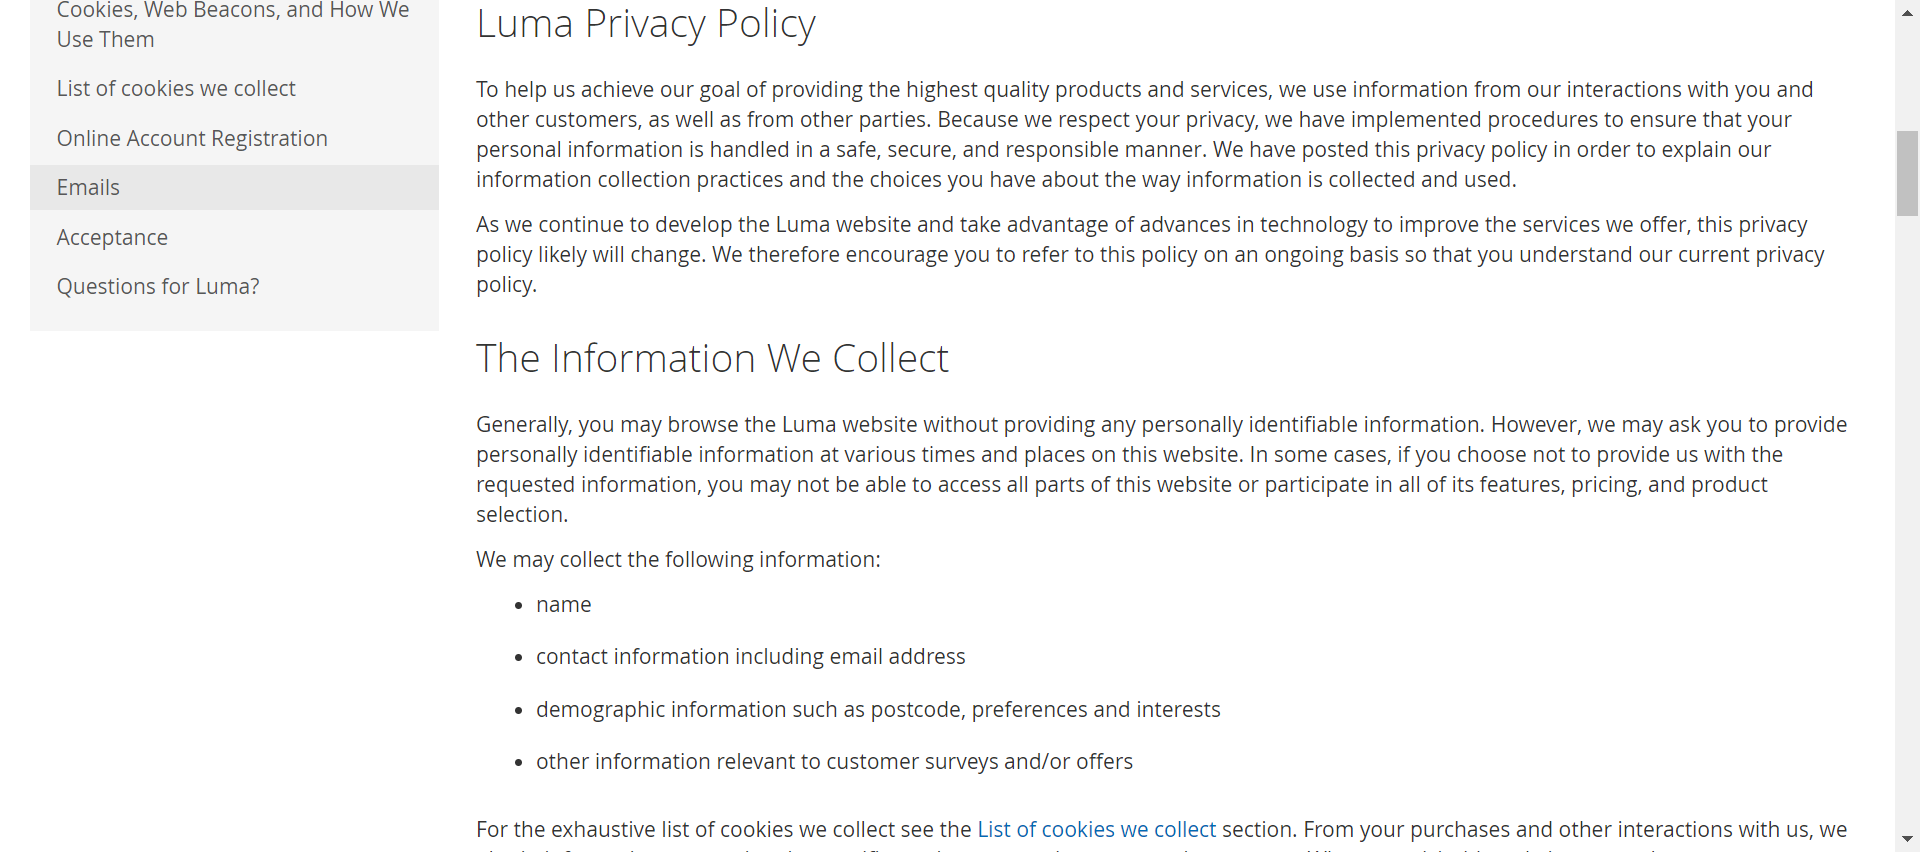 Cookies, Web Beacons, and How We
Use Them
List of cookies we collect
Online Account Registration
Emails
Acceptance
Questions for Luma?
Luma Privacy Policy
To help us achieve our goal of providing the highest quality products and services, we use information from our interactions with you and
other customers, as well as from other parties. Because we respect your privacy, we have implemented procedures to ensure that your
personal information is handled in a safe, secure, and responsible manner. We have posted this privacy policy in order to explain our
information collection practices and the choices you have about the way information is collected and used.
As we continue to develop the Luma website and take advantage of advances in technology to improve the services we offer, this privacy
policy likely will change. We therefore encourage you to refer to this policy on an ongoing basis so that you understand our current privacy
policy.
The Information We Collect
Generally, you may browse the Luma website without providing any personally identifiable information. However, we may ask you to provide
personally identifiable information at various times and places on this website. In some cases, if you choose not to provide us with the
requested information, you may not be able to access all parts of this website or participate in all of its features, pricing, and product
selection.
We may collect the following information:
• name
• contact information including email address
• demographic information such as postcode, preferences and interests
• other information relevant to customer surveys and/or offers
For the exhaustive list of cookies we collect see the List of cookies we collect section. From your purchases and other interactions with us, we